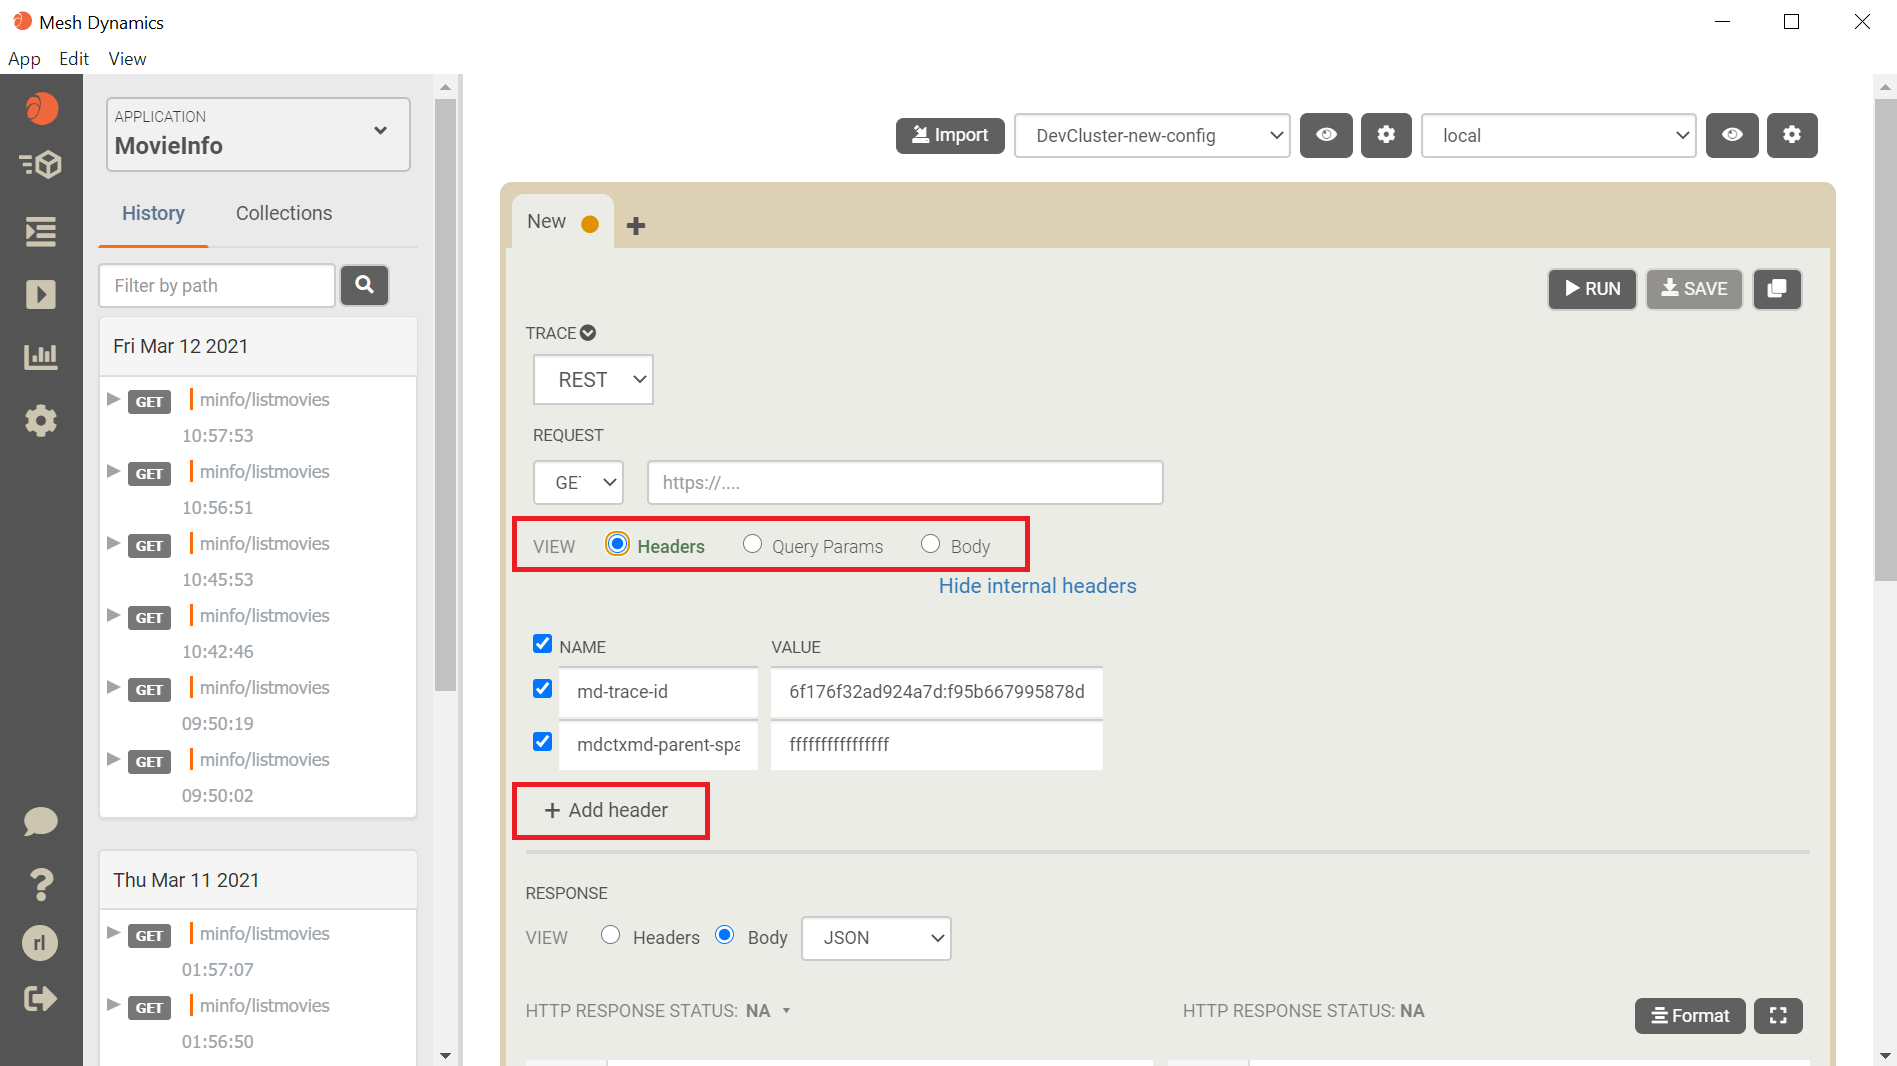 Mesh Dynamics
App Edit View
APPLICATION
MovieInfo
History Collections
Filter by path
Fri Mar 12 2021
GET minfo/listmovies
10:57:53
GET minfo/listmovies
10:56:51
GET minfo/listmovies
10:45:53
GET minfo/listmovies
10:42:46
GET minfo/listmovies
09:50:19
GET minfo/listmovies
09:50:02
Thu Mar 11 2021
GET minfo/listmovies
01:57:07
GET minfo/listmovies
01:56:50
rl
Import DevCluster-new-config local
New
RUN SAVE
TRACE
REST
REQUEST
GET https://....
VIEW Headers Query Params Body
Hide internal headers
NAME VALUE
md-trace-id 6f176f32ad924a7d:f95b667995878d
mdctxmd-parent-spa ffffffffffffffff
+ Add header
RESPONSE
VIEW Headers Body JSON
HTTP RESPONSE STATUS: NA HTTP RESPONSE STATUS: NA Format